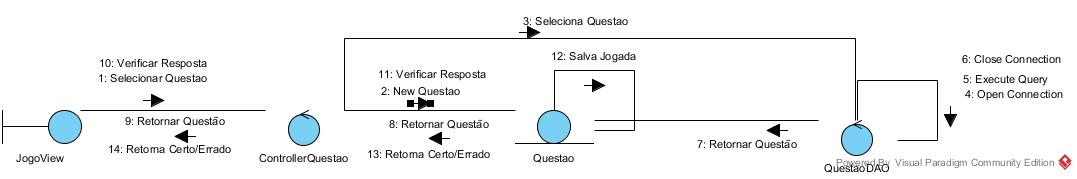 3: Seleciona Questao
12: Salva Jogada
10: Verificar Resposta
1: Selecionar Questao
11: Verificar Resposta
2: New Questao
6: Close Connection
5: Execute Query
4: Open Connection
9: Retornar Questão
8: Retornar Questão
14: Retorna Certo/Errado
13: Retorna Certo/Errado
7: Retornar Questão
JogoView
ControllerQuestao
Questao
QuestaoDAO
Powered By Visual Paradigm Community Edition